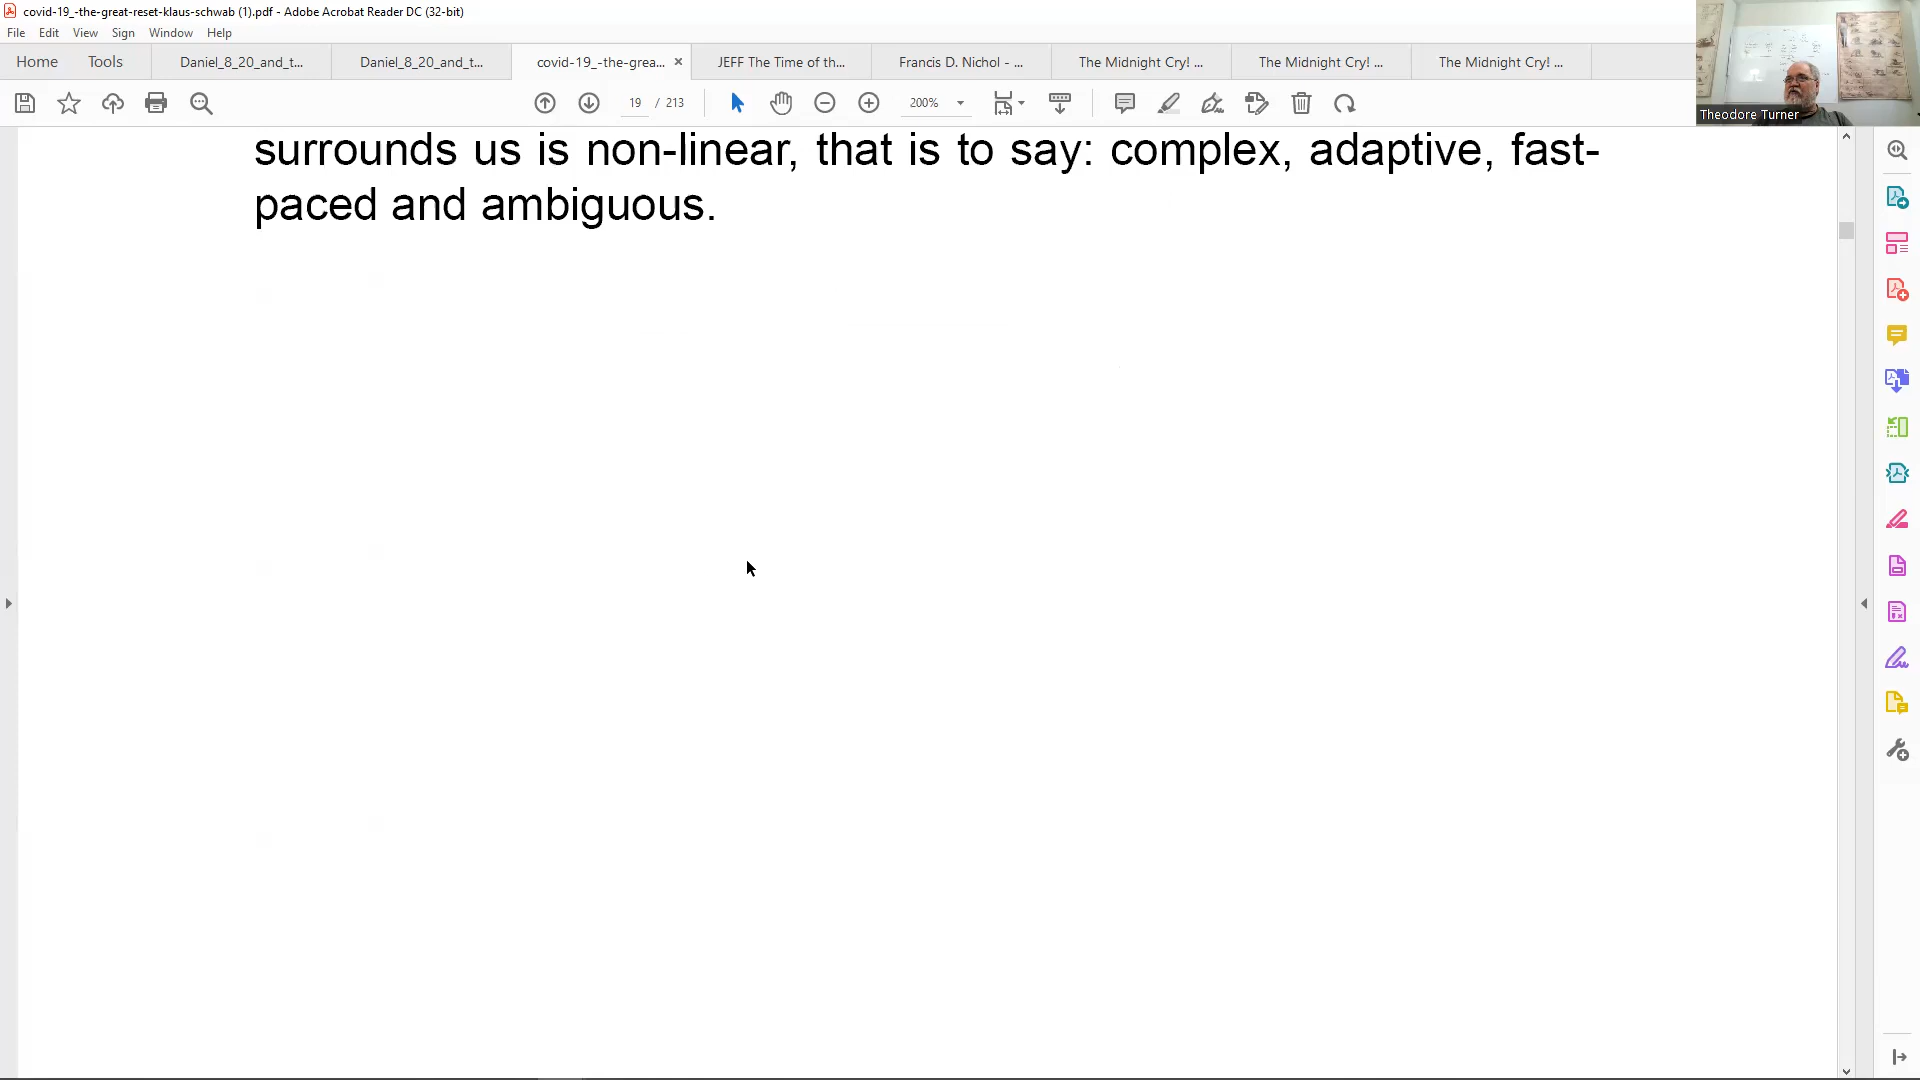 covid-19_-the-great-reset-klaus-schwab (1).pdf - Adobe Acrobat Reader DC (32-bit)
File Edit View Sign Window Help
Home Tools Daniel_8_20_and_t... Daniel_8_20_and_t... covid-19_-the-grea... × JEFF The Time of th... Francis D. Nichol - ... The Midnight Cry! ... The Midnight Cry! ... The Midnight Cry! ...
19 / 213 200%
Theodore Turner
surrounds us is non-linear, that is to say: complex, adaptive, fast-
paced and ambiguous.